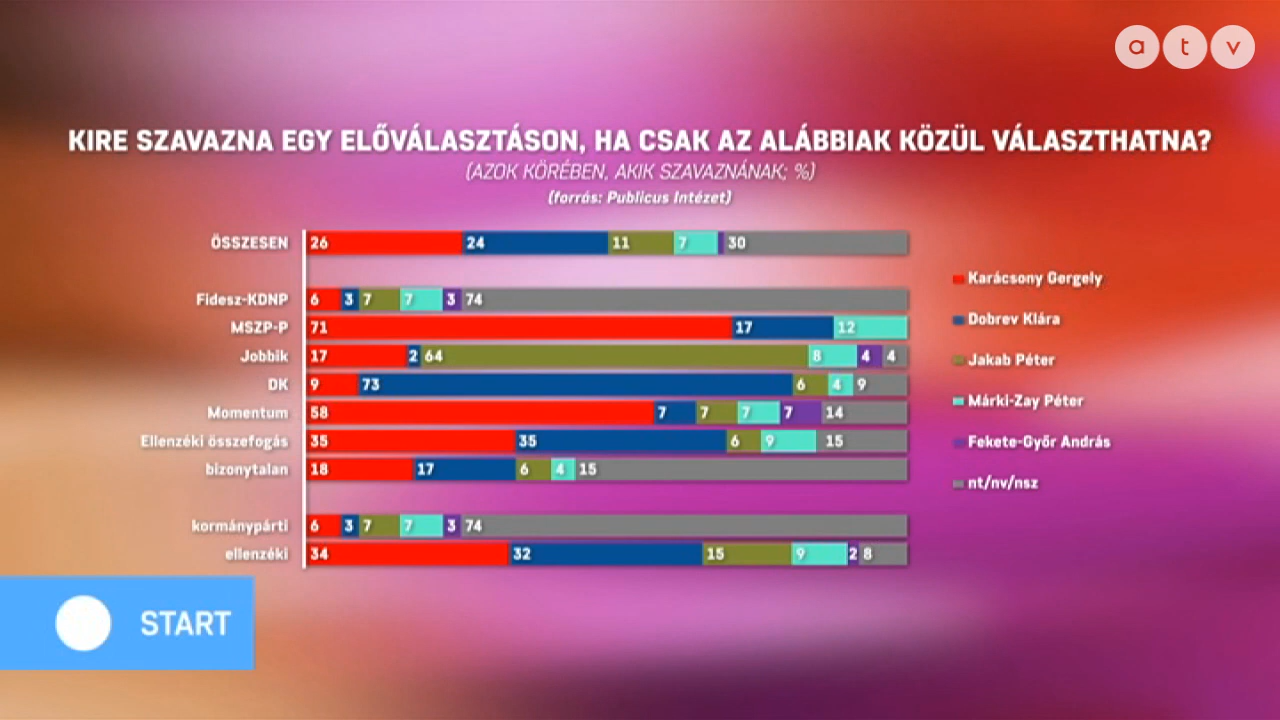 atv
KIRE SZAVAZNA EGY ELŐVÁLASZTÁSON, HA CSAK AZ ALÁBBIAK KÖZÜL VÁLASZTHATNA?
(AZOK KÖRÉBEN, AKIK SZAVAZNÁNAK; %)
(forrás: Publicus Intézet)
ÖSSZESEN 26 24 11 7 30
Fidesz-KDNP 6 3 7 7 3 74
MSZP-P 71 17 12
Jobbik 17 2 64 8 4 4
DK 9 73 6 4 9
Momentum 58 7 7 7 7 14
Ellenzéki összefogás 35 35 6 9 15
bizonytalan 18 17 6 4 15
kormánypárti 6 3 7 7 3 74
ellenzéki 34 32 15 9 2 8
Karácsony Gergely
Dobrev Klára
Jakab Péter
Márki-Zay Péter
Fekete-Győr András
nt/nv/nsz
START